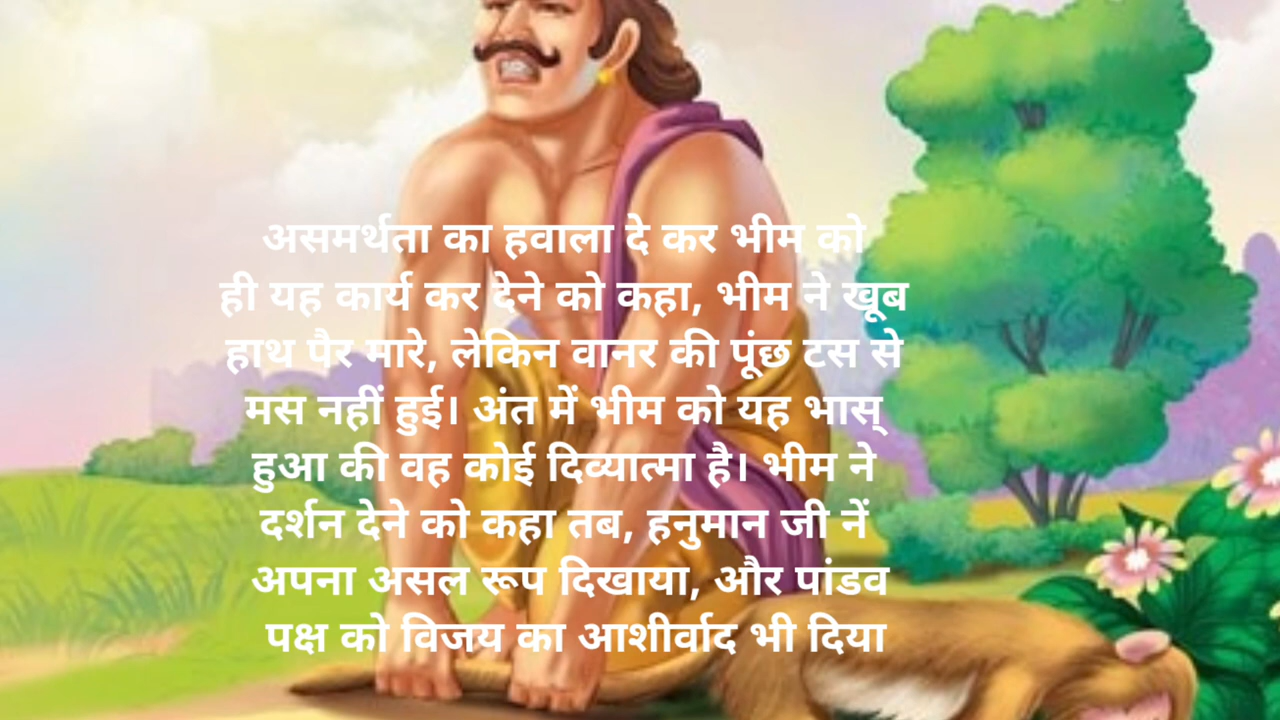 असमर्थता का हवाला दे कर भीम को
ही यह कार्य कर देने को कहा, भीम ने खूब
हाथ पैर मारे, लेकिन वानर की पूंछ टस से
मस नहीं हुई। अंत में भीम को यह भास्
हुआ की वह कोई दिव्यात्मा है। भीम ने
दर्शन देने को कहा तब, हनुमान जी नें
अपना असल रूप दिखाया, और पांडव
पक्ष को विजय का आशीर्वाद भी दिया